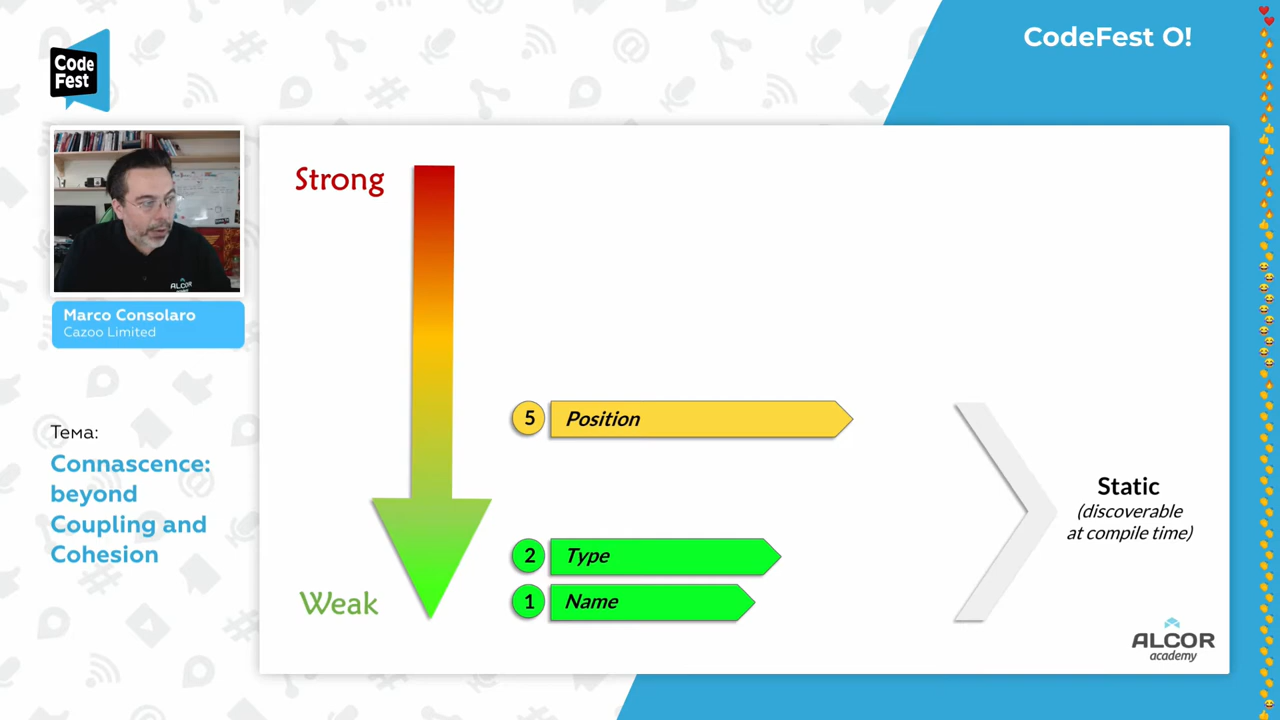 Code
Fest
CodeFest O!
ALCOR
Marco Consolaro
Cazoo Limited
Тема:
Connascence:
beyond
Coupling and
Cohesion
Strong
Weak
5 Position
2 Type
1 Name
Static
(discoverable
at compile time)
ALCOR
academy